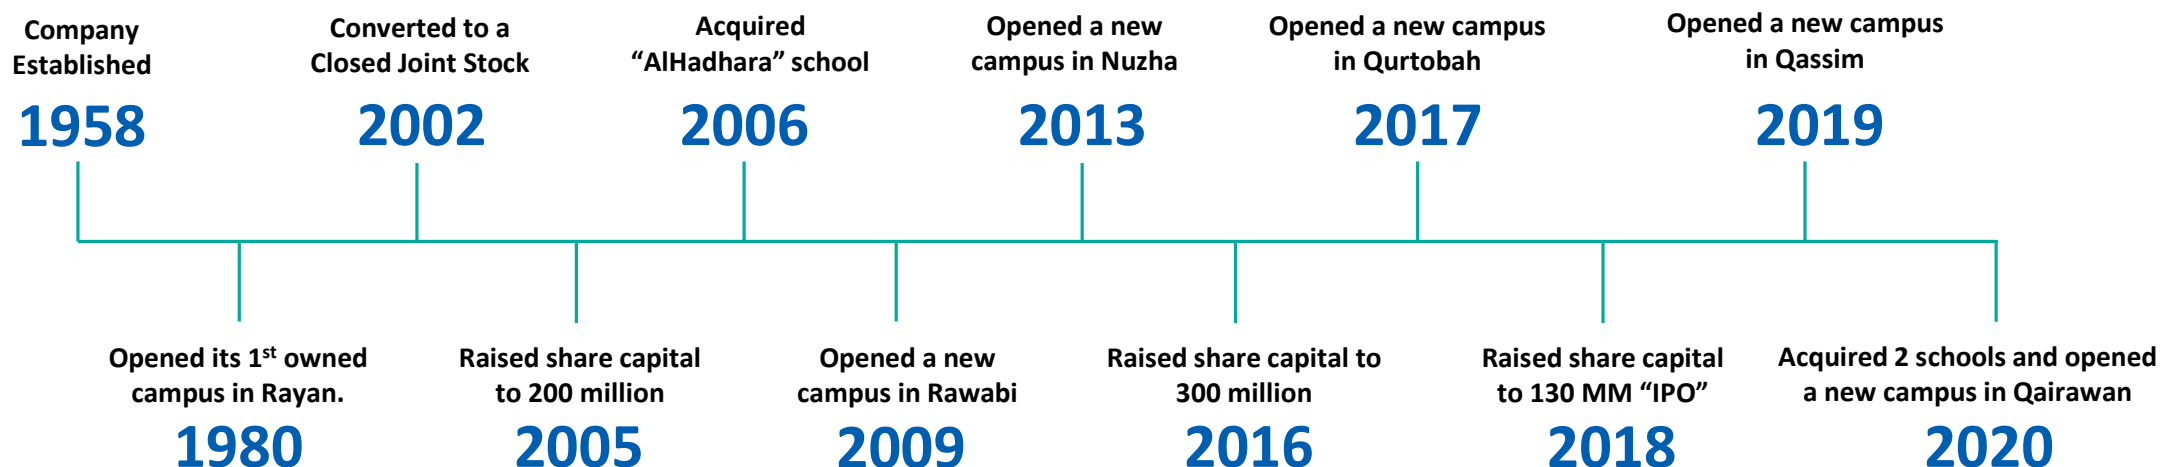 Company
Established
1958
Converted to a
Closed Joint Stock
2002
Acquired
“AlHadhara” school
2006
Opened a new
campus in Nuzha
2013
Opened a new campus
in Qurtobah
2017
Opened a new campus
in Qassim
2019
Opened its 1st owned
campus in Rayan.
1980
Raised share capital
to 200 million
2005
Opened a new
campus in Rawabi
2009
Raised share capital to
300 million
2016
Raised share capital
to 130 MM “IPO”
2018
Acquired 2 schools and opened
a new campus in Qairawan
2020